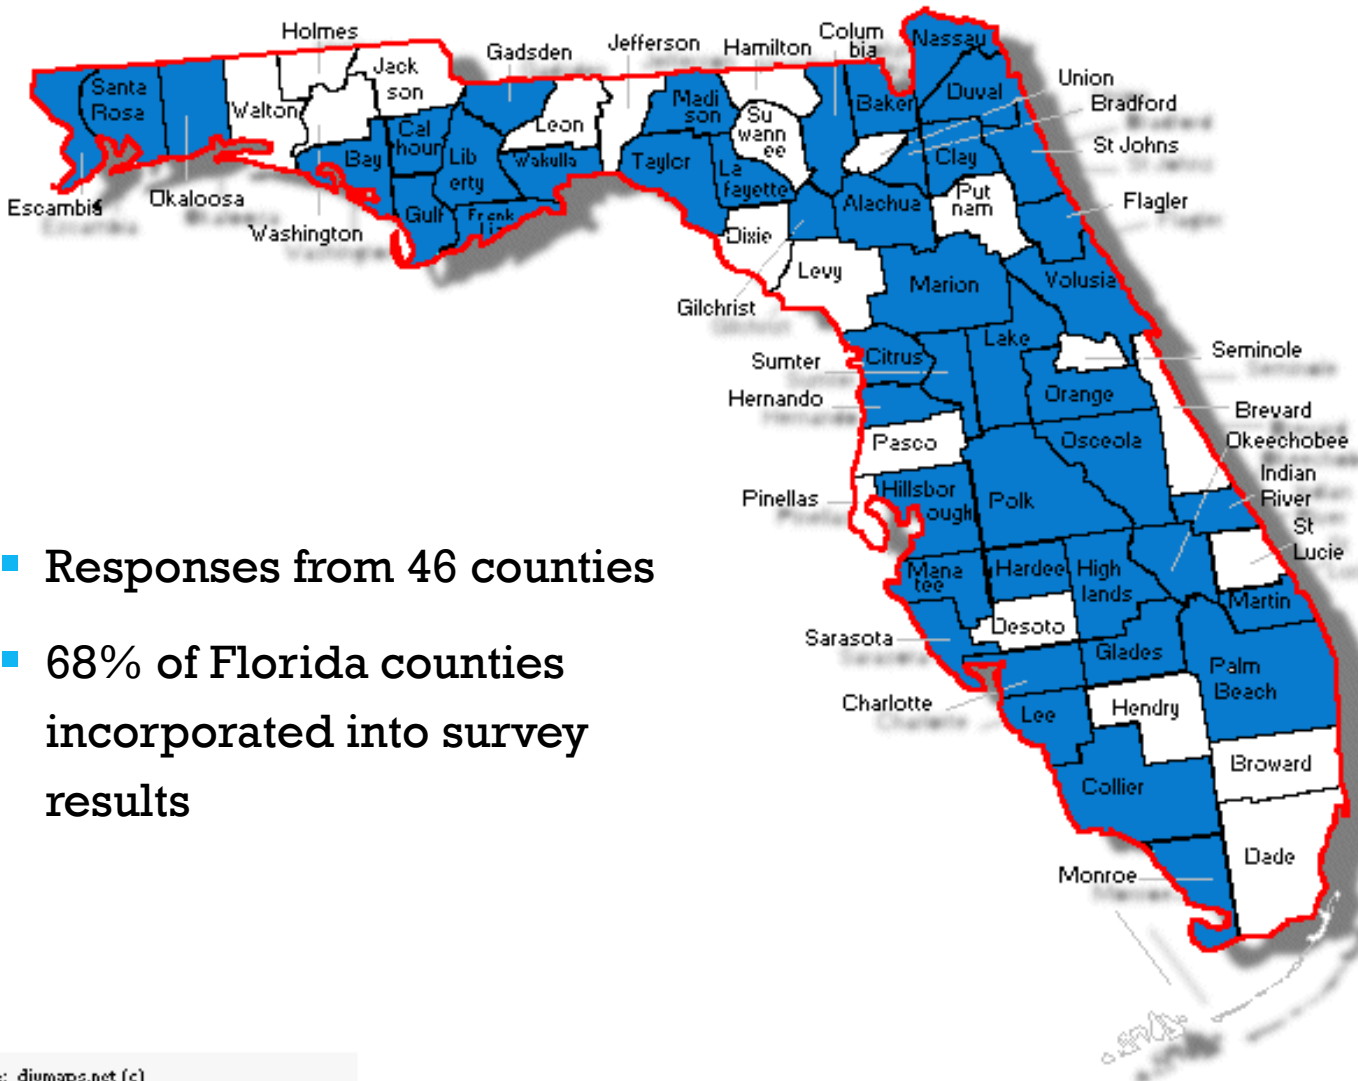 Holmes
Gadsden
Jefferson
Hamilton
Colum
bia
Nassau
Santa
Rosa
Walton
Jack
son
Leon
Madi
son
Su
wann
ee
Baker
Duval
Union
Bradford
St Johns
Flagler
Escambia
Okaloosa
Washington
Bay
Cal
houn
Lib
erty
Wakulla
Gulf
Frank
lin
Taylor
La
fayette
Dixie
Gilchrist
Levy
Alachua
Clay
Put
nam
Marion
Volusia
Sumter
Hernando
Citrus
Lake
Orange
Seminole
Brevard
Okeechobee
Indian
River
St
Lucie
Pasco
Pinellas
Hillsbor
ough
Polk
Osceola
Responses from 46 counties
68% of Florida counties
incorporated into survey
results
Mana
tee
Hardee
High
lands
Martin
Sarasota
Desoto
Charlotte
Glades
Palm
Beach
Lee
Hendry
Broward
Collier
Dade
Monroe
diymaps.net (c)